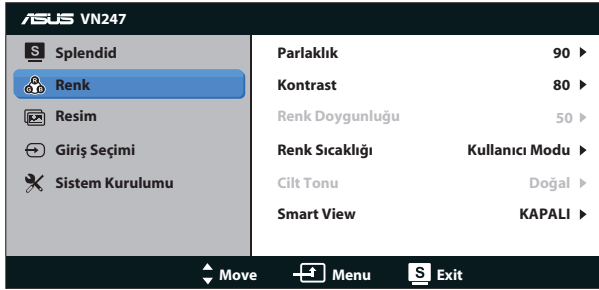 ASUS VN247
S Splendid
Renk
Resim
Giriş Seçimi
Sistem Kurulumu
Parlaklık 90
Kontrast 80
Renk Doygunluğu 50
Renk Sıcaklığı Kullanıcı Modu
Cilt Tonu Doğal
Smart View KAPALI
Move Menu S Exit